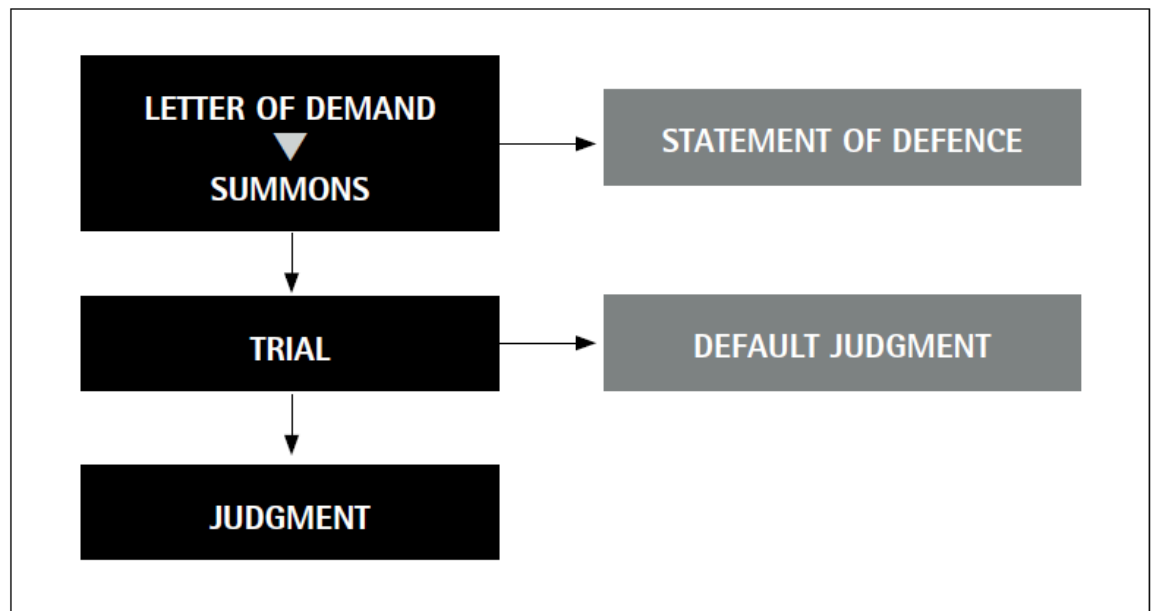 LETTER OF DEMAND
SUMMONS
STATEMENT OF DEFENCE
TRIAL
DEFAULT JUDGMENT
JUDGMENT